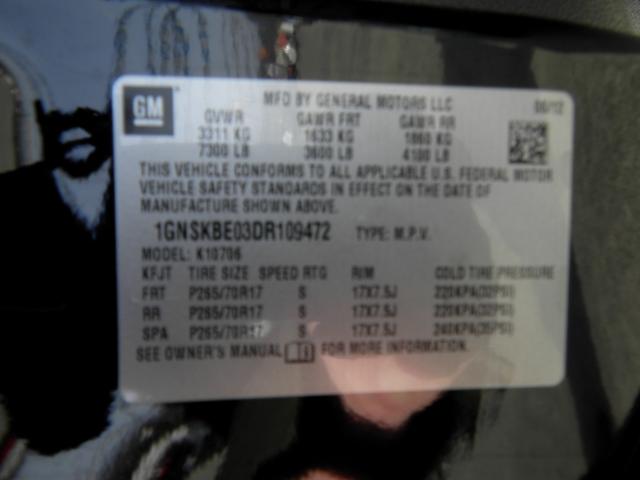 GM
MFD BY GENERAL MOTORS LLC 06/12
GVWR GAWR FRT GAWR RR
3311 KG 1633 KG 1860 KG
7300 LB 3600 LB 4100 LB
THIS VEHICLE CONFORMS TO ALL APPLICABLE U.S. FEDERAL MOTOR
VEHICLE SAFETY STANDARDS IN EFFECT ON THE DATE OF
MANUFACTURE SHOWN ABOVE.
1GNSKBE03DR109472 TYPE: M.P.V.
MODEL: K10706
KFJT TIRE SIZE SPEED RTG RIM COLD TIRE PRESSURE
FRT P265/70R17 S 17X7.5J 220KPA(32PSI)
RR P265/70R17 S 17X7.5J 220KPA(32PSI)
SPA P265/70R17 S 17X7.5J 240KPA(35PSI)
SEE OWNER'S MANUAL FOR MORE INFORMATION.